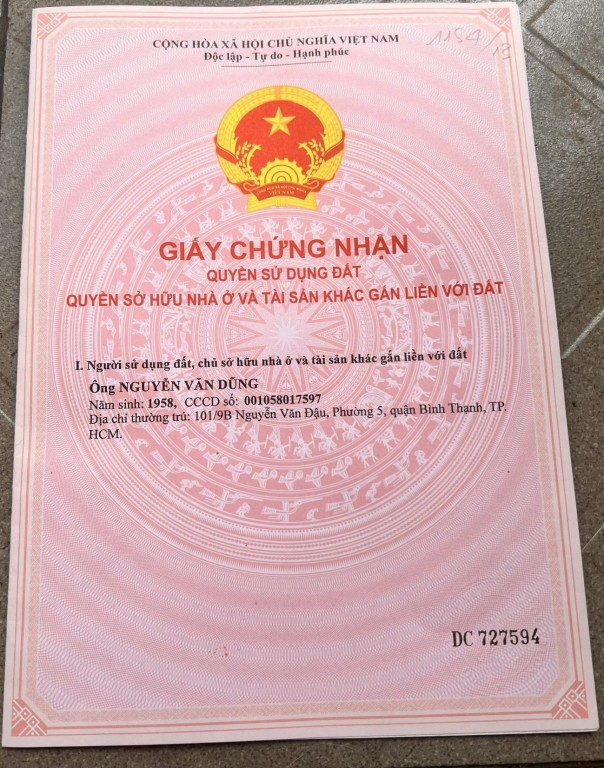 CỘNG HÒA XÃ HỘI CHỦ NGHĨA VIỆT NAM
Độc lập - Tự do - Hạnh phúc
1154/13
VIỆT NAM
GIẤY CHỨNG NHẬN
QUYỀN SỬ DỤNG ĐẤT
QUYỀN SỞ HỮU NHÀ Ở VÀ TÀI SẢN KHÁC GẮN LIỀN VỚI ĐẤT
I. Người sử dụng đất, chủ sở hữu nhà ở và tài sản khác gắn liền với đất
Ông NGUYỄN VĂN DŨNG
Năm sinh: 1958, CCCD số: 001058017597
Địa chỉ thường trú: 101/9B Nguyễn Văn Đậu, Phường 5, quận Bình Thạnh, TP.
HCM.
DC 727594